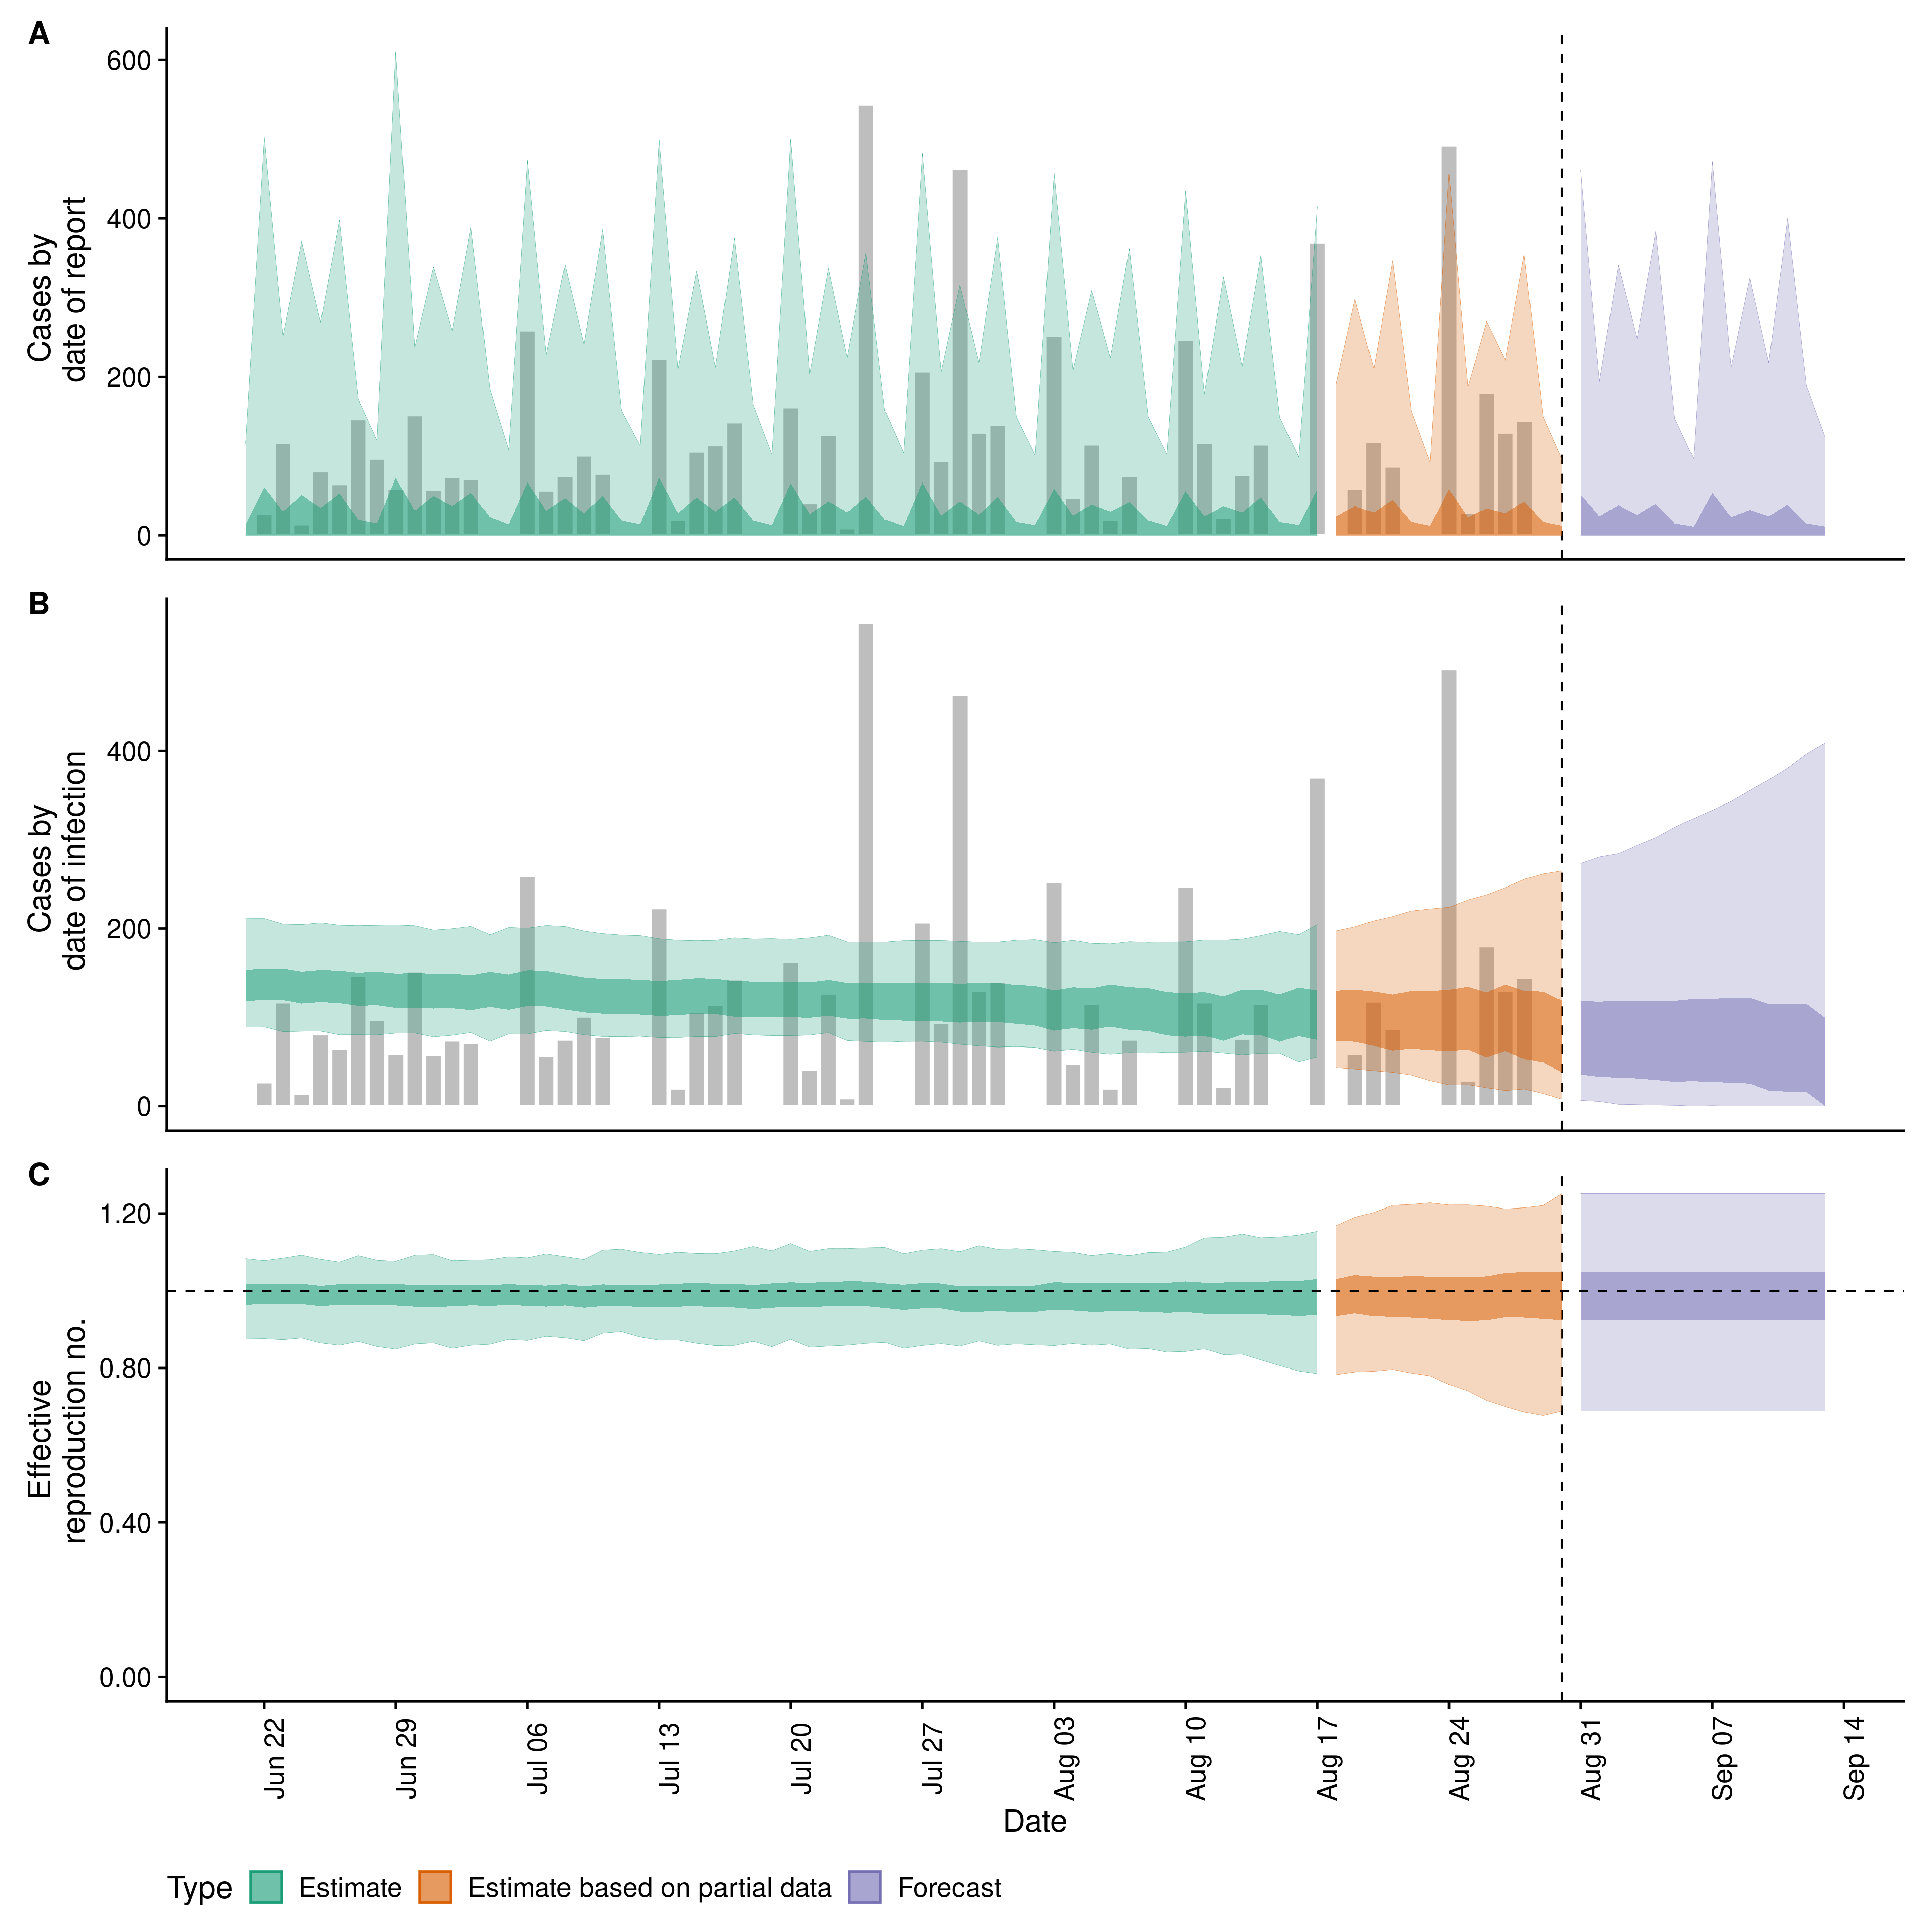 A
600
400
200
0
Cases by
date of report
B
400
200
0
Cases by
date of infection
C
1.20
0.80
0.40
0.00
Effective
reproduction no.
Jun 22
Jun 29
Jul 06
Jul 13
Jul 20
Jul 27
Aug 03
Aug 10
Aug 17
Aug 24
Aug 31
Sep 07
Sep 14
Date
Type Estimate Estimate based on partial data Forecast